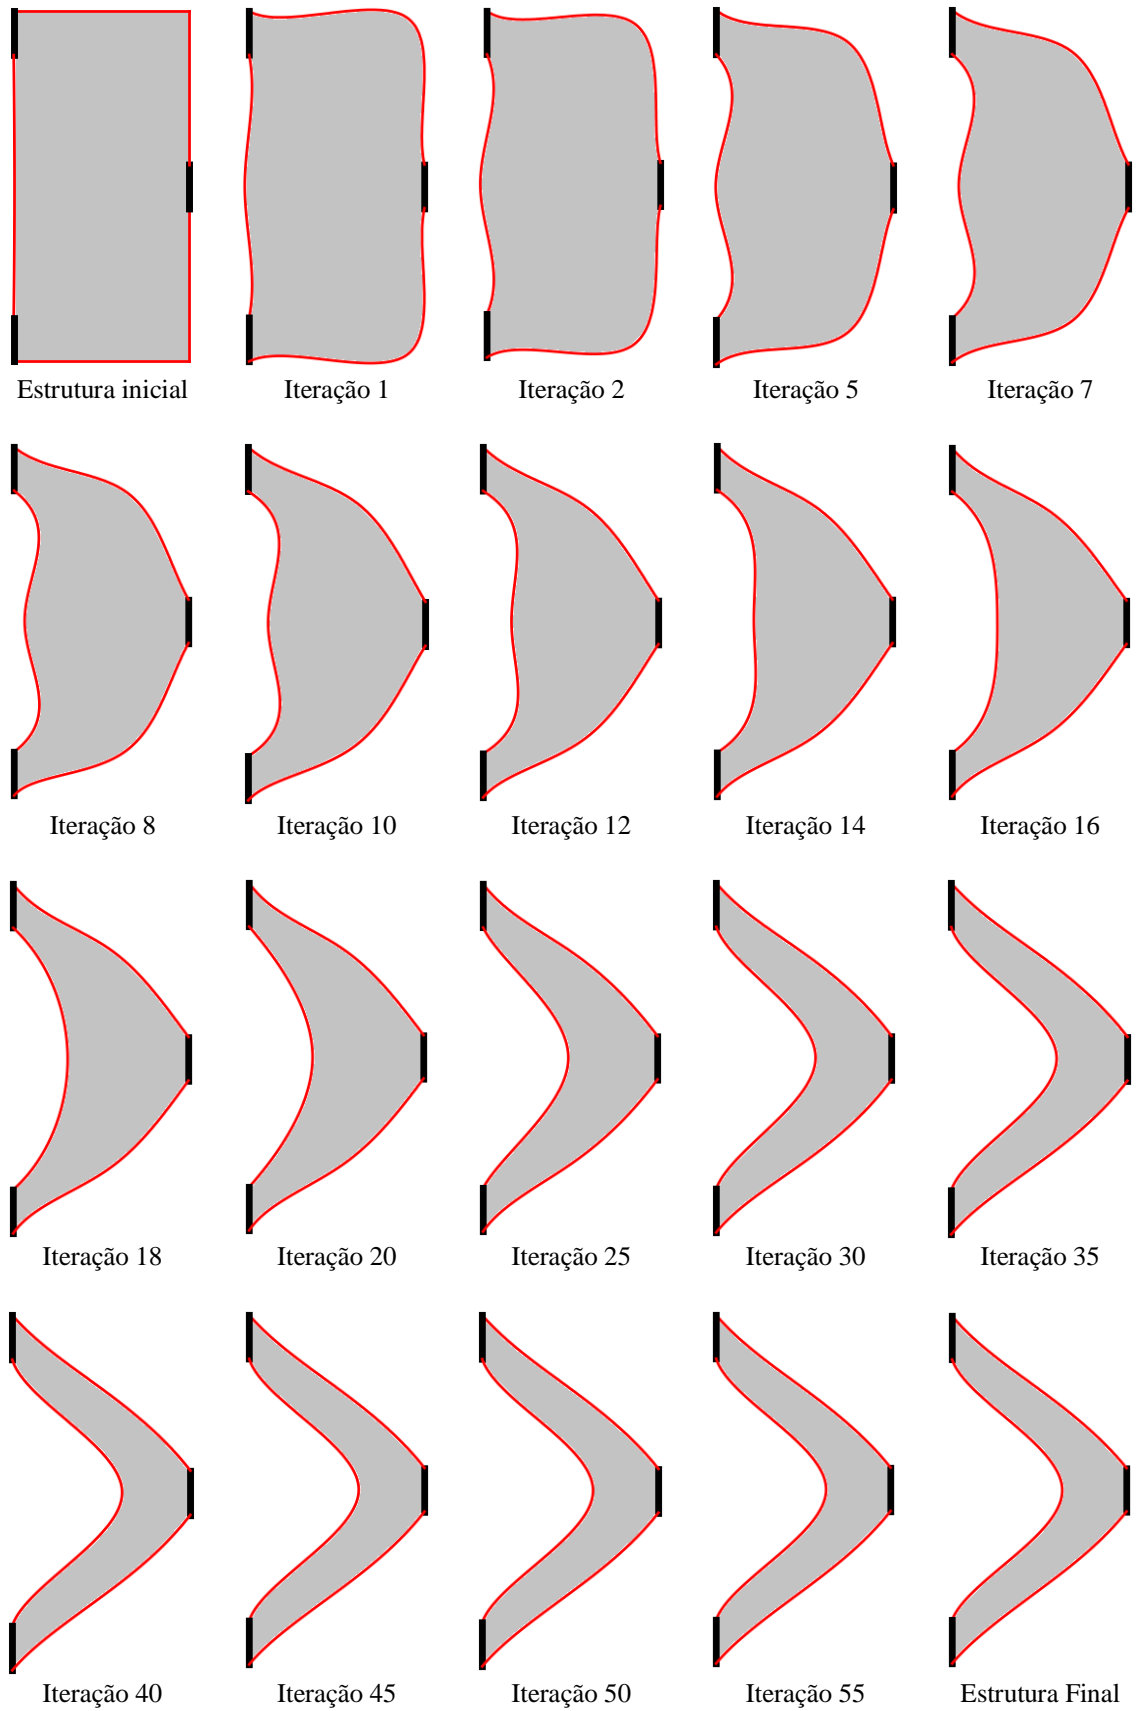 Estrutura inicial
Iteração 1
Iteração 2
Iteração 5
Iteração 7
Iteração 8
Iteração 10
Iteração 12
Iteração 14
Iteração 16
Iteração 18
Iteração 20
Iteração 25
Iteração 30
Iteração 35
Iteração 40
Iteração 45
Iteração 50
Iteração 55
Estrutura Final